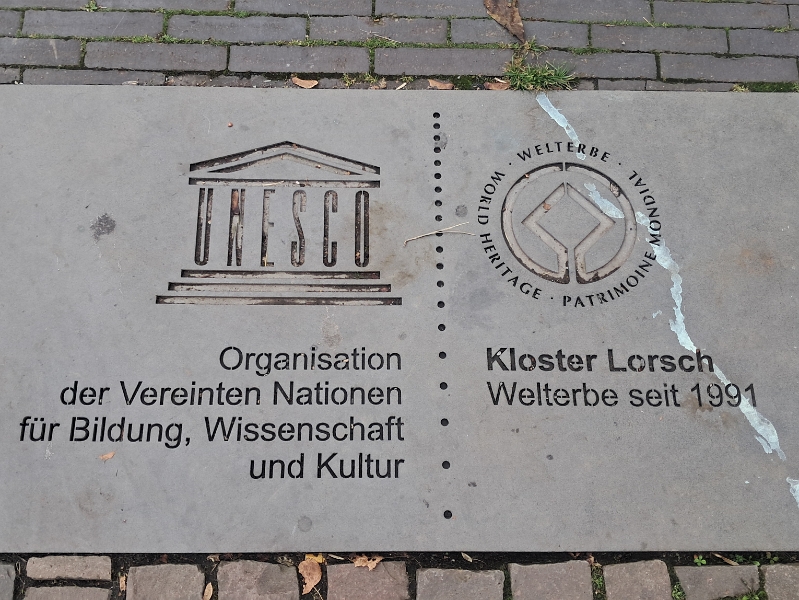 UNESCO
Organisation
der Vereinten Nationen
für Bildung, Wissenschaft
und Kultur
WELTERBE · WORLD HERITAGE · PATRIMOINE MONDIAL ·
Kloster Lorsch
Welterbe seit 1991